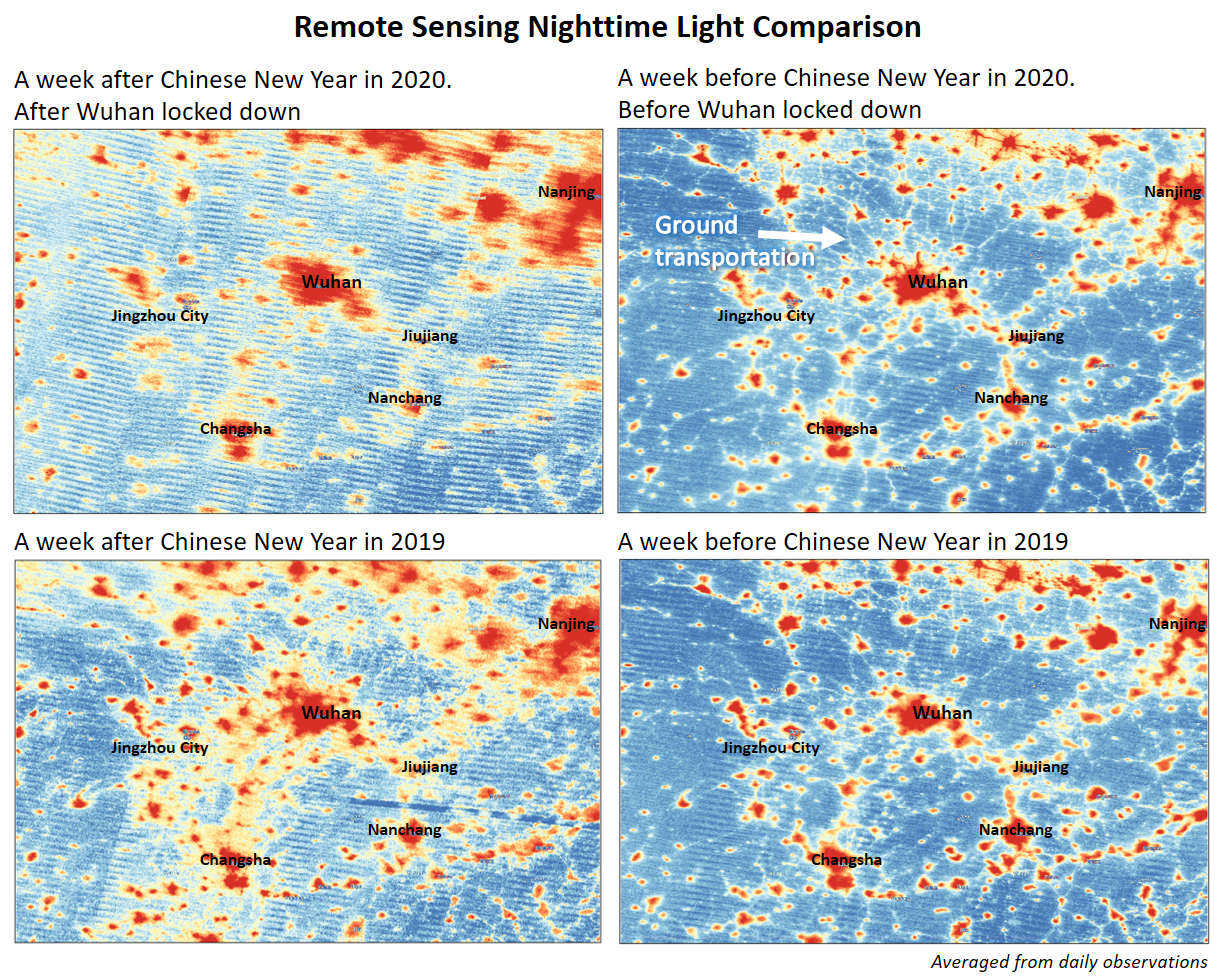 Remote Sensing Nighttime Light Comparison
A week after Chinese New Year in 2020.
After Wuhan locked down
A week before Chinese New Year in 2020.
Before Wuhan locked down
Nanjing
Wuhan
Jingzhou City
Jiujiang
Nanchang
Changsha
Nanjing
Ground
transportation
Wuhan
Jingzhou City
Jiujiang
Nanchang
Changsha
A week after Chinese New Year in 2019
A week before Chinese New Year in 2019
Nanjing
Wuhan
Jingzhou City
Jiujiang
Nanchang
Changsha
Nanjing
Wuhan
Jingzhou City
Jiujiang
Nanchang
Changsha
Averaged from daily observations